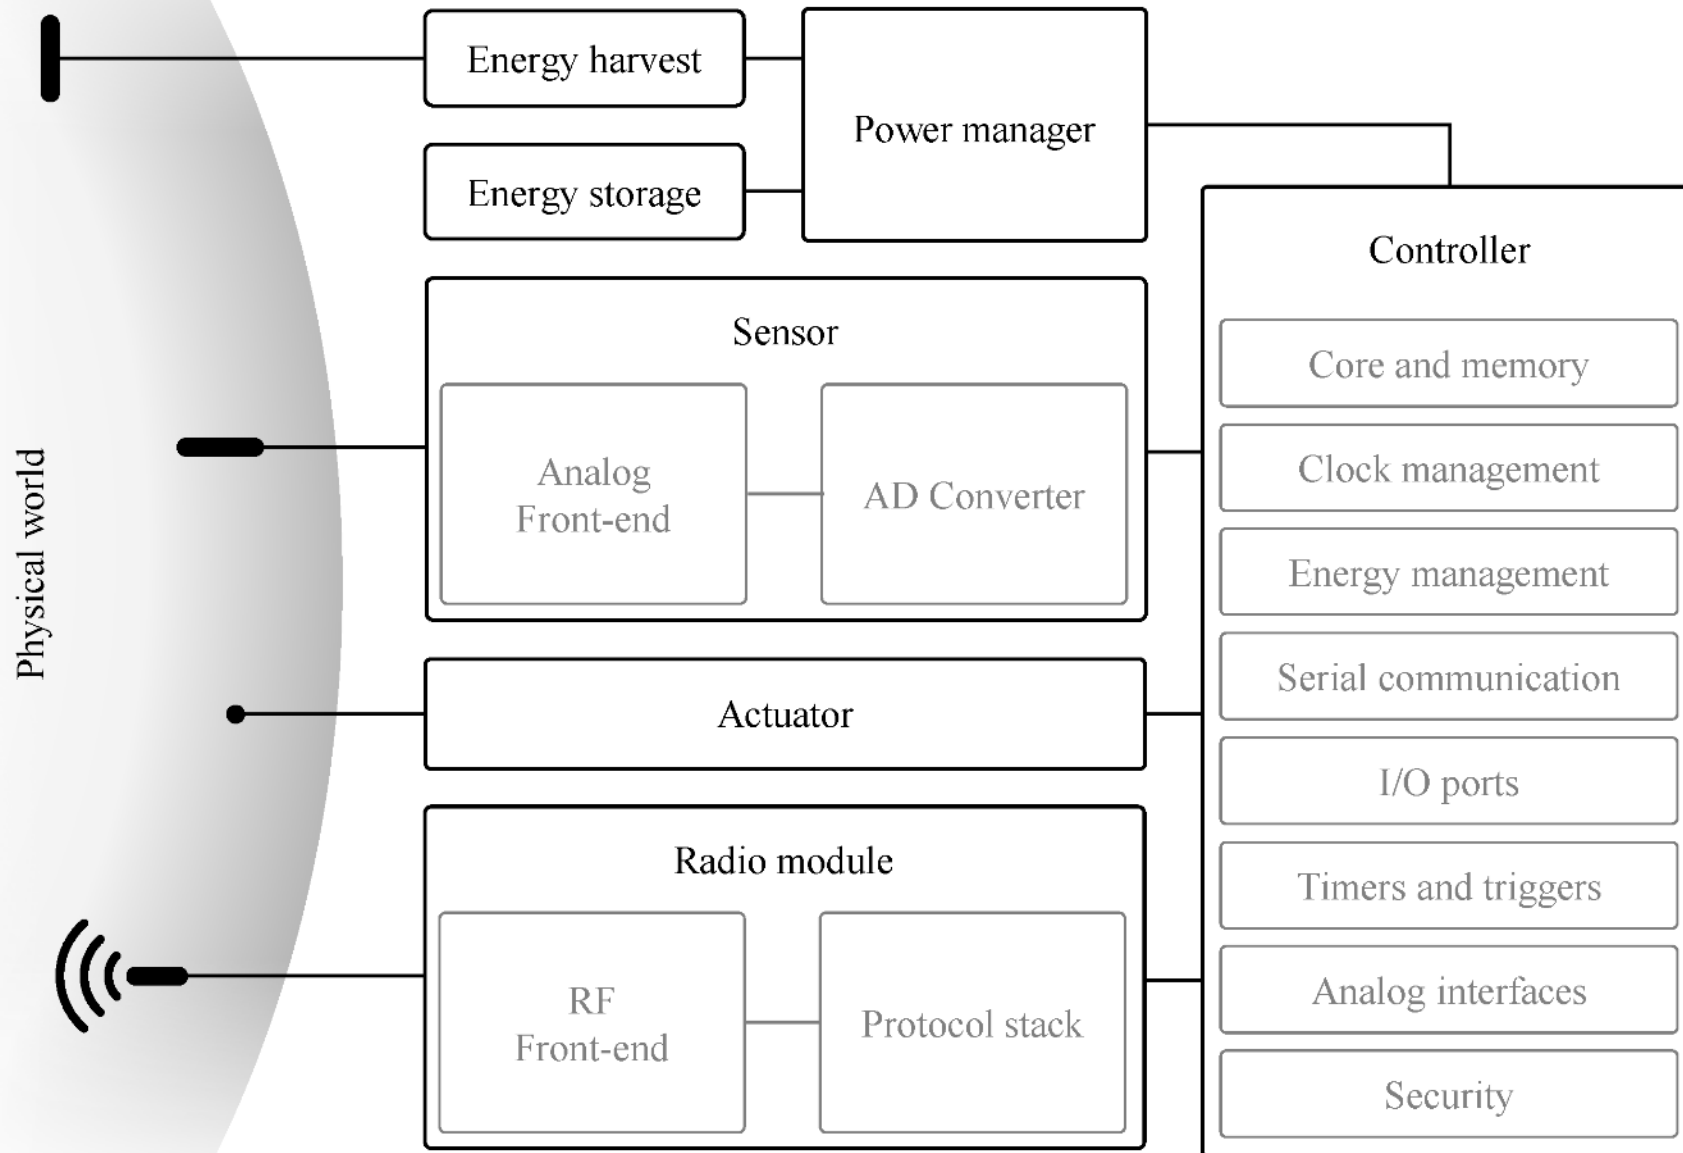 Physical world
Energy harvest
Energy storage
Power manager
Sensor
Analog
Front-end
AD Converter
Actuator
Radio module
RF
Front-end
Protocol stack
Controller
Core and memory
Clock management
Energy management
Serial communication
I/O ports
Timers and triggers
Analog interfaces
Security